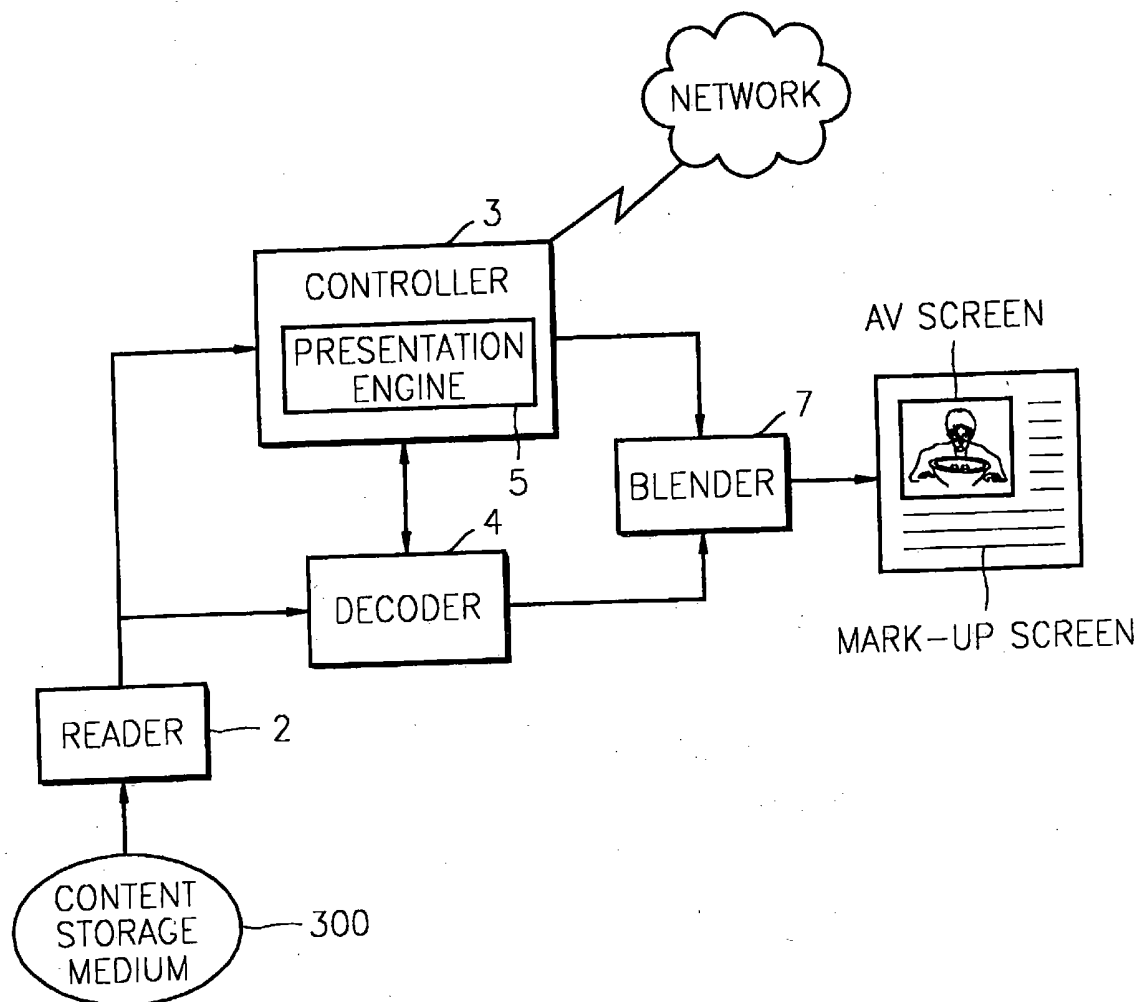 NETWORK
3
CONTROLLER
PRESENTATION
ENGINE
5
AV SCREEN
7
BLENDER
4
DECODER
MARK-UP SCREEN
READER
2
CONTENT
STORAGE
MEDIUM
300